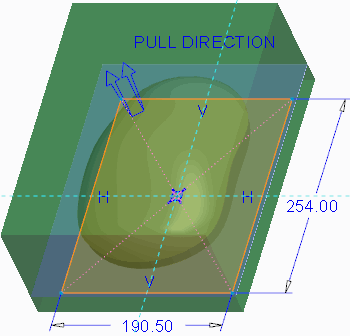 PULL DIRECTION
V
H
H
254.00
V
190.50